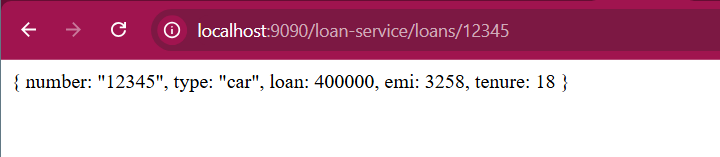 localhost:9090/loan-service/loans/12345
{ number: "12345", type: "car", loan: 400000, emi: 3258, tenure: 18 }